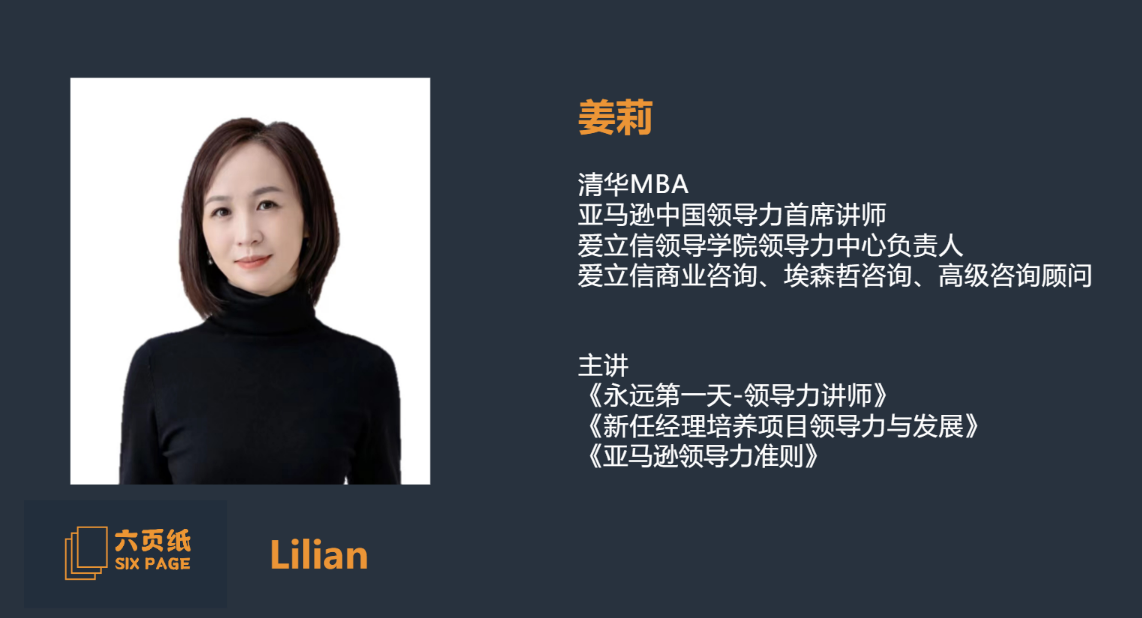 姜莉
清华MBA
亚马逊中国领导力首席讲师
爱立信领导学院领导力中心负责人
爱立信商业咨询、埃森哲咨询、高级咨询顾问
主讲
《永远第一天-领导力讲师》
《新任经理培养项目领导力与发展》
《亚马逊领导力准则》
六页纸
SIX PAGE
Lilian